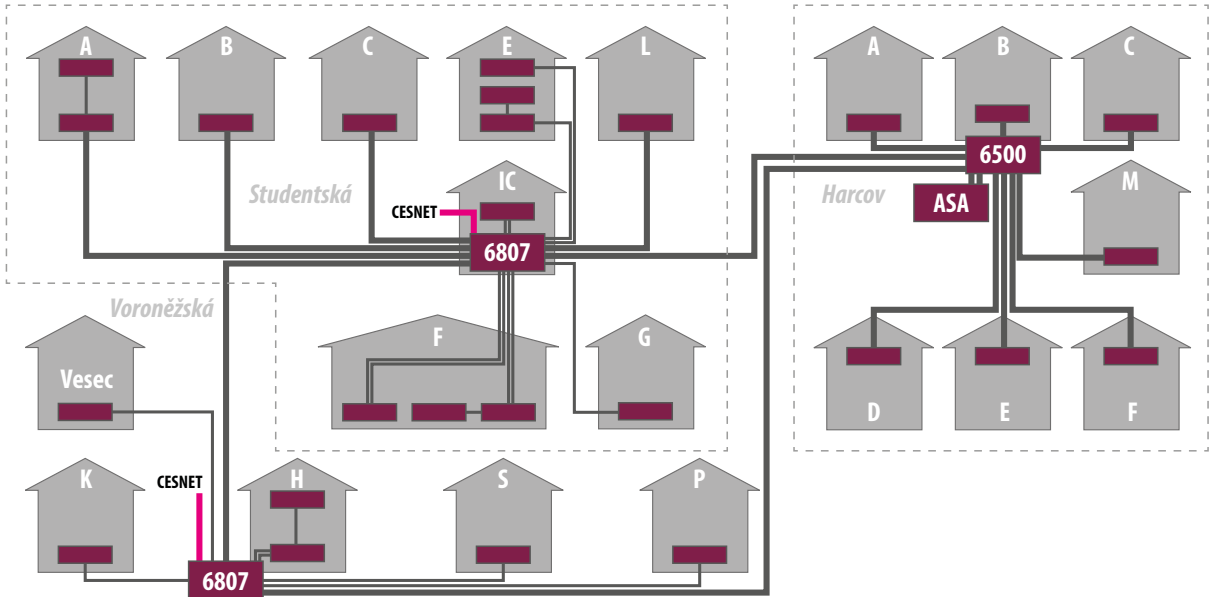 A
B
C
E
L
A
B
C
6500
Studentská
IC
Harcov
ASA
M
CESNET
6807
Voroněžská
F
G
Vesec
D
E
F
K
CESNET
H
S
P
6807